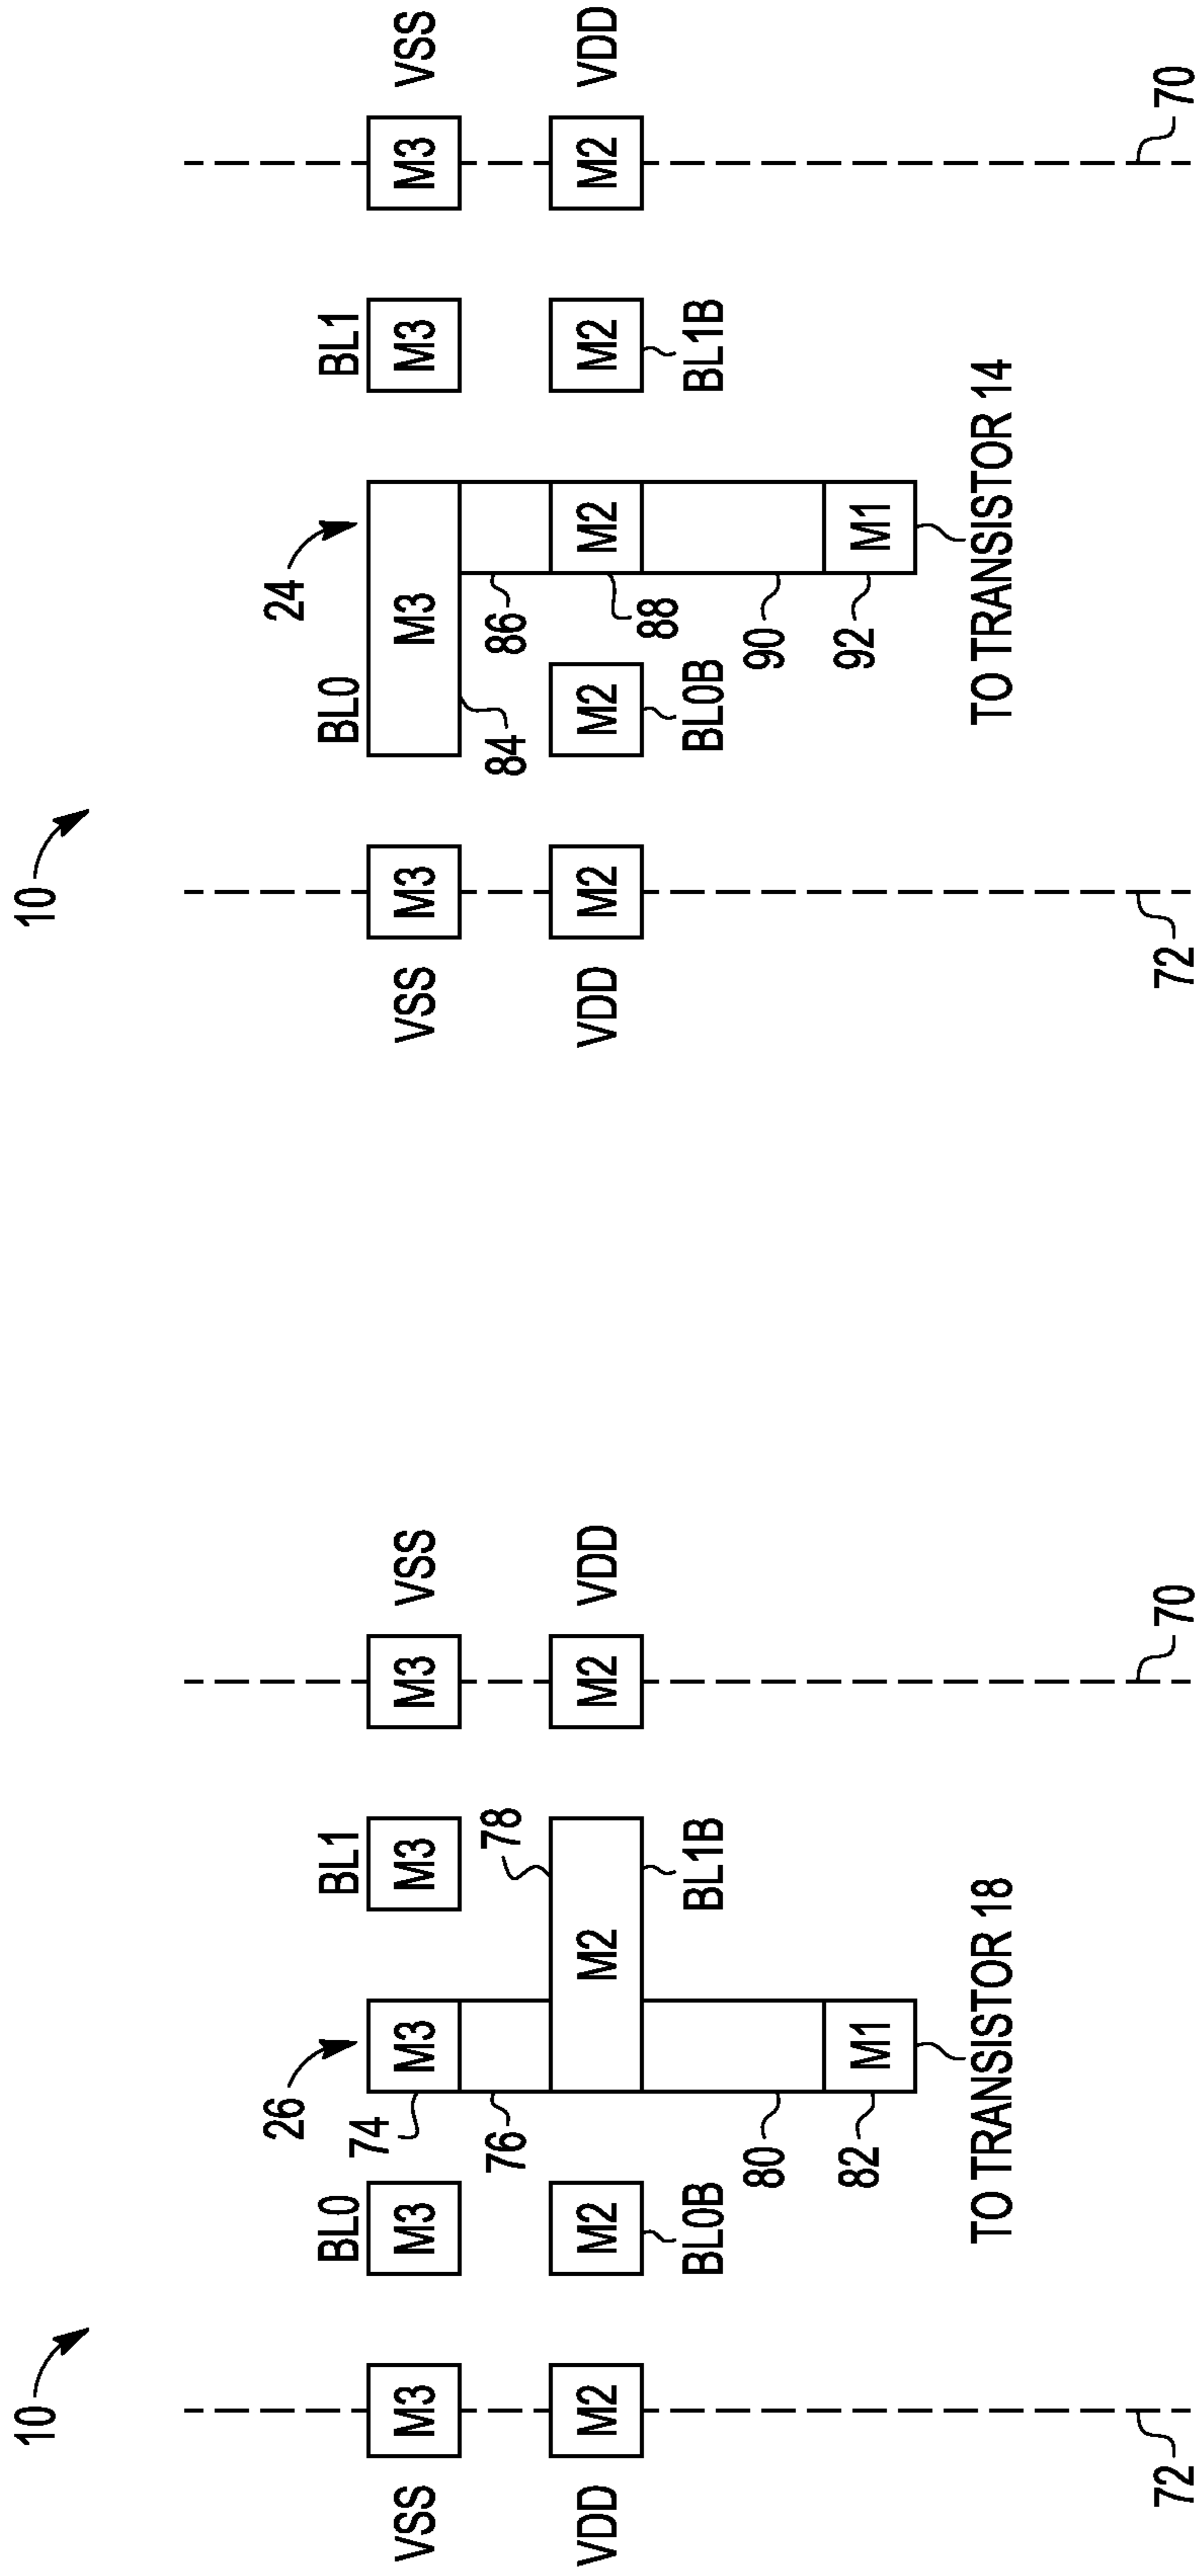 10
26
BL0
BL1
74
VSS
M3
M3
M3
M3
M3
VSS
76
78
VDD
M2
M2
M2
M2
VDD
BL0B
BL1B
80
82
M1
TO TRANSISTOR 18
72
70
10
24
BL0
BL1
VSS
M3
M3
M3
M3
VSS
84
86
VDD
M2
M2
M2
M2
M2
VDD
88
BL0B
BL1B
90
92
M1
TO TRANSISTOR 14
72
70